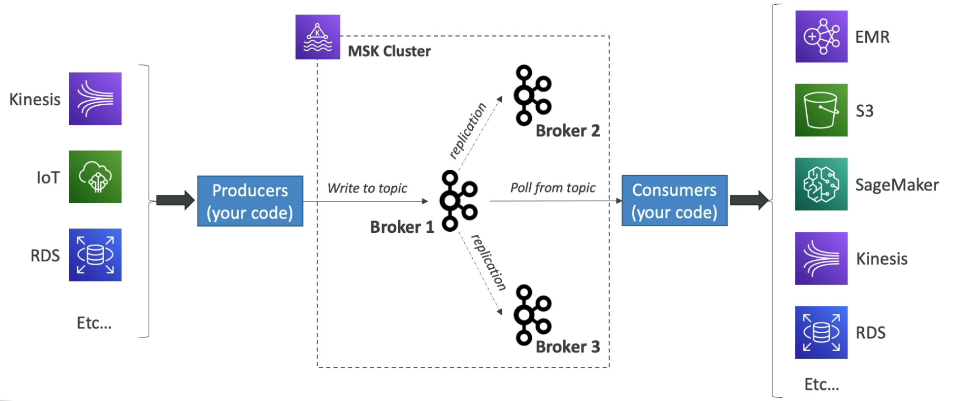 Kinesis
IoT
RDS
Etc...
Producers
(your code)
Write to topic
MSK Cluster
K
replication
Broker 2
Broker 1
replication
Broker 3
Poll from topic
Consumers
(your code)
EMR
S3
SageMaker
Kinesis
RDS
Etc...